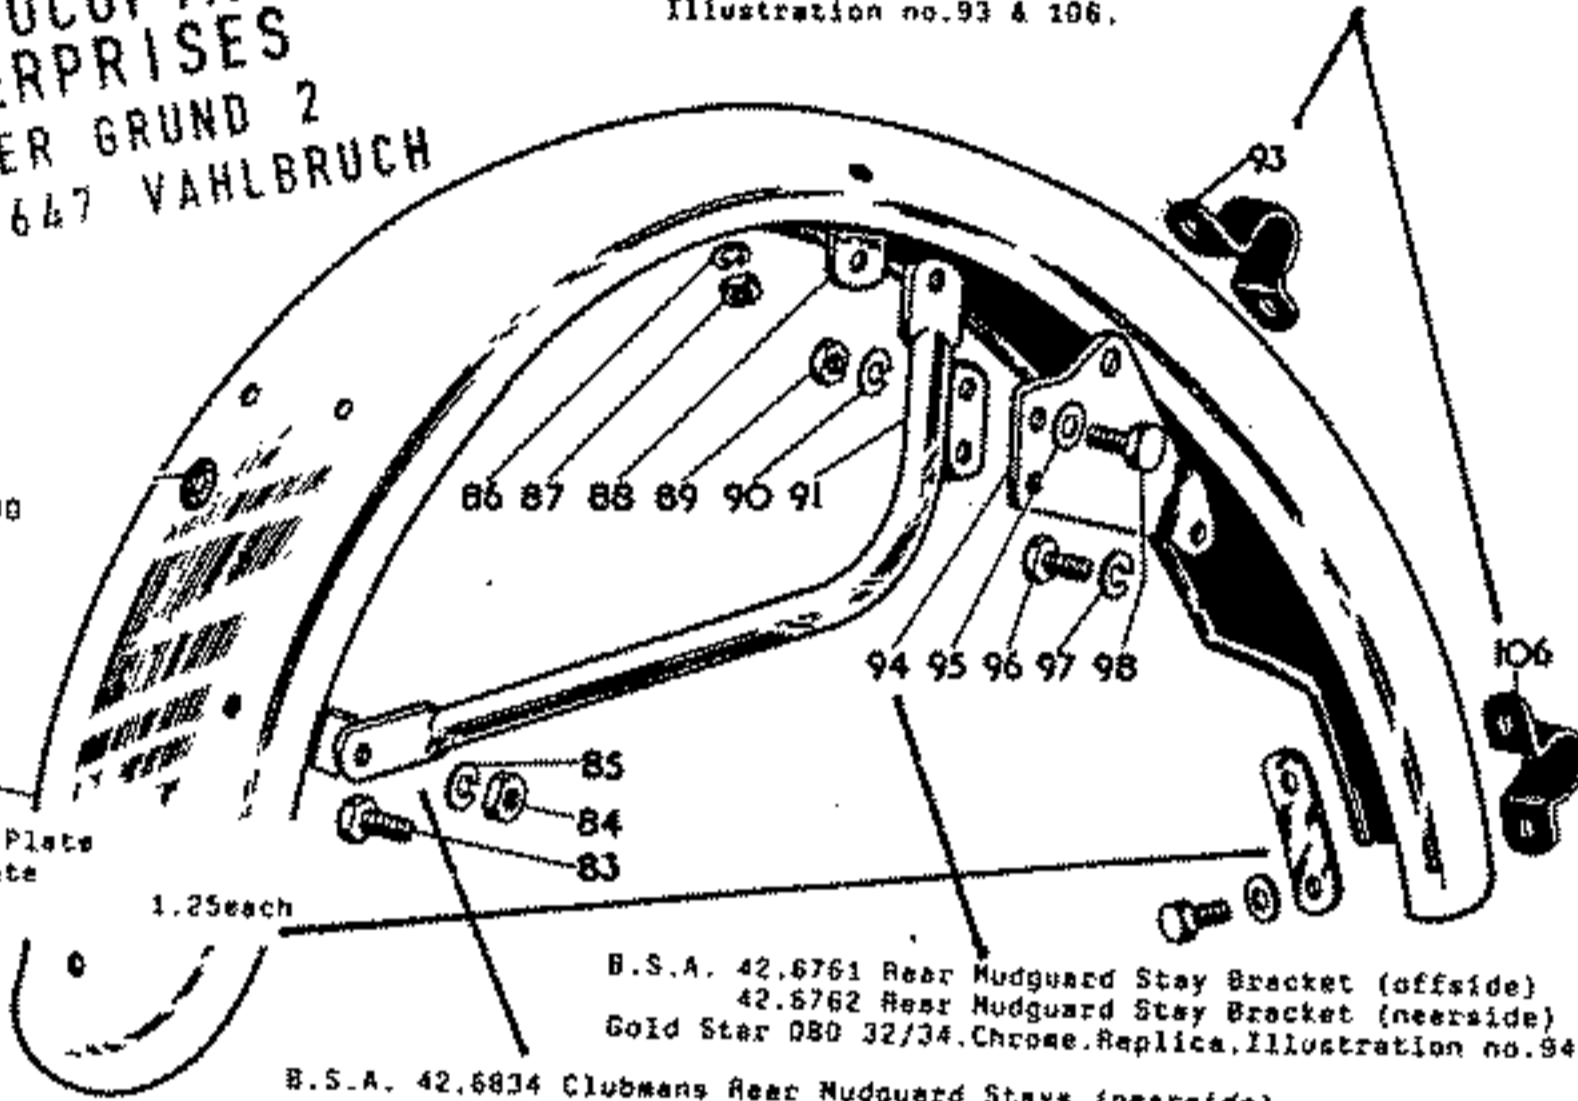 Illustration no.93 & 106.
ERPRISES
ER GRUND 2
647 VAHLBRUCH
93
86 87 88 89 90 91
94 95 96 97 98
106
85
84
83
Plate
1.25each
B.S.A. 42.6761 Rear Mudguard Stay Bracket (offside)
42.6762 Rear Mudguard Stay Bracket (nearside)
Gold Star DBD 32/34.Chrome.Replica.Illustration no.94
B.S.A. 42.6834 Clubmans Rear Mudguard Stays (nearside)